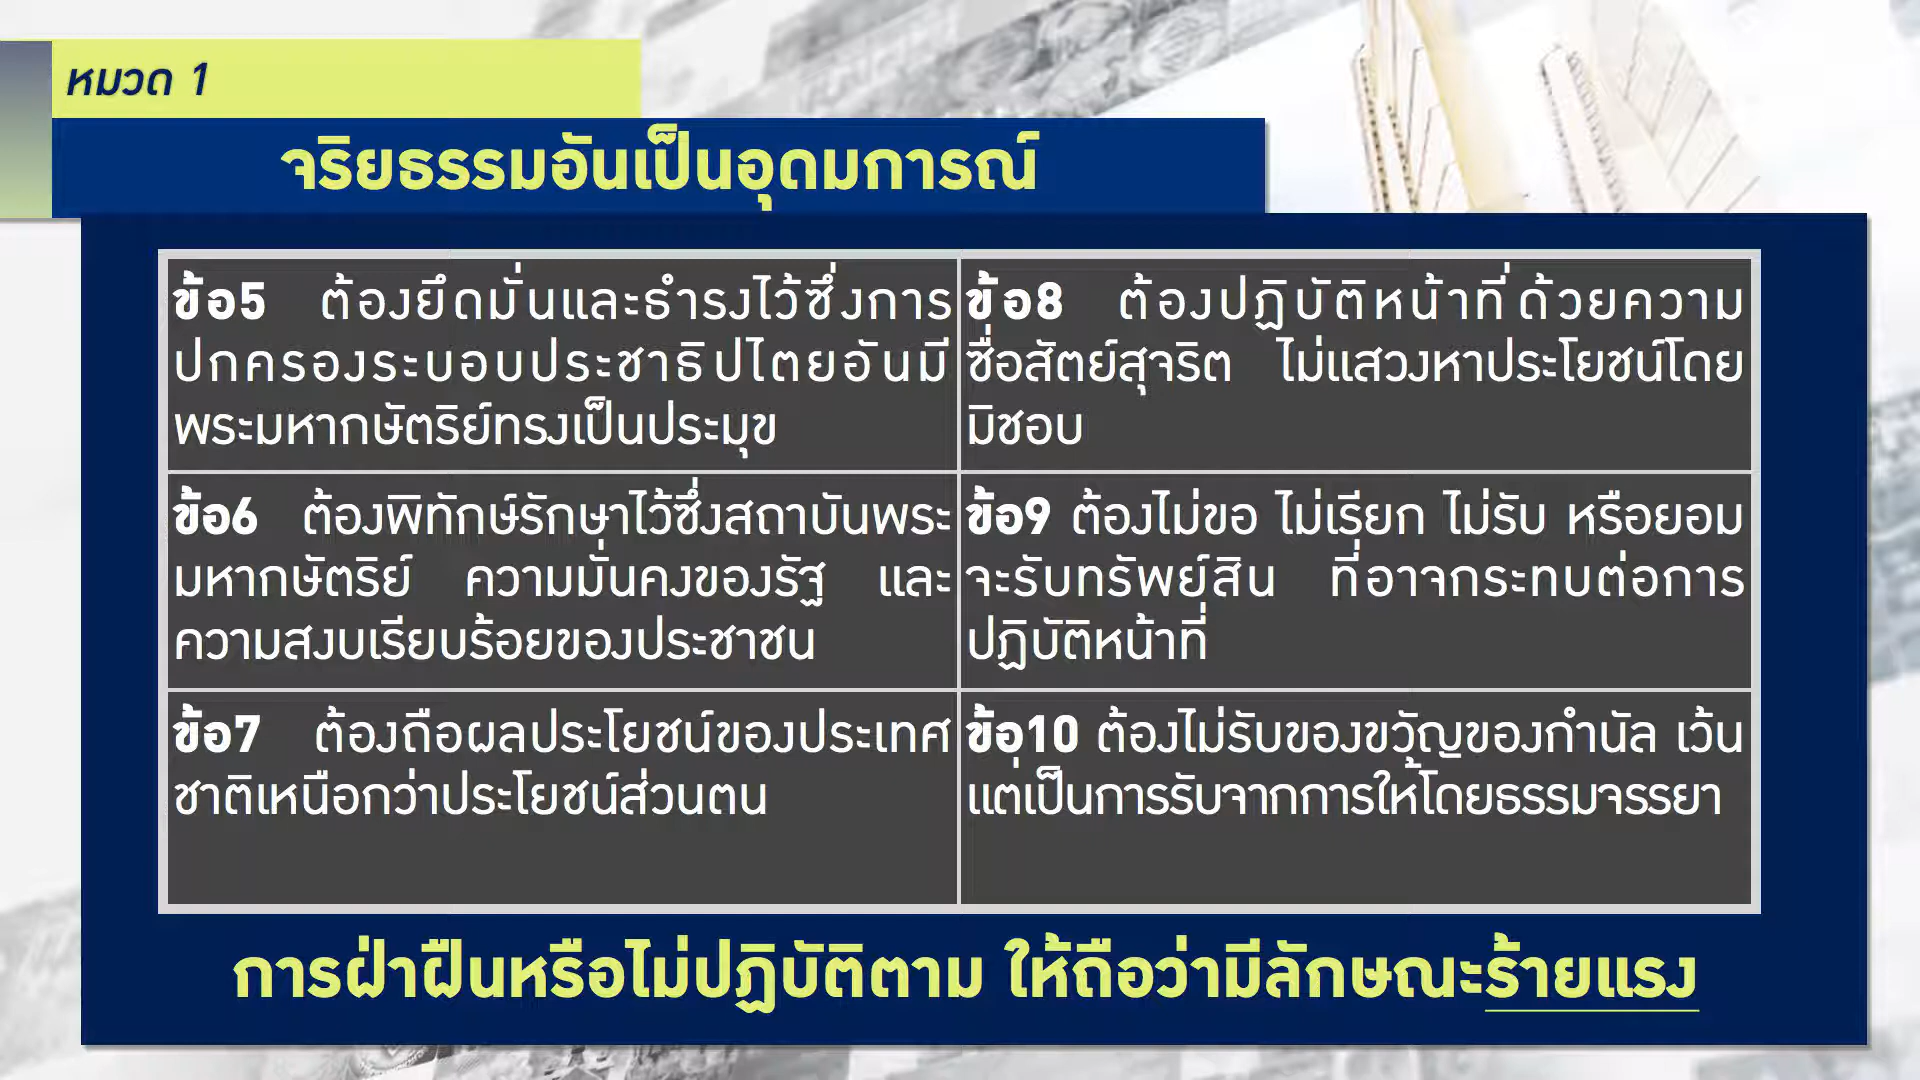 หมวด 1
จริยธรรมอันเป็นอุดมการณ์
ข้อ5 ต้องยึดมั่นและธำรงไว้ซึ่งการ
ปกครองระบอบประชาธิปไตยอันมี
พระมหากษัตริย์ทรงเป็นประมุข
ข้อ6 ต้องพิทักษ์รักษาไว้ซึ่งสถาบันพระ
มหากษัตริย์ ความมั่นคงของรัฐ และ
ความสงบเรียบร้อยของประชาชน
ข้อ7 ต้องถือผลประโยชน์ของประเทศ
ชาติเหนือกว่าประโยชน์ส่วนตน
ข้อ8 ต้องปฏิบัติหน้าที่ด้วยความ
ซื่อสัตย์สุจริต ไม่แสวงหาประโยชน์โดย
มิชอบ
ข้อ9 ต้องไม่ขอ ไม่เรียก ไม่รับ หรือยอม
จะรับทรัพย์สิน ที่อาจกระทบต่อการ
ปฏิบัติหน้าที่
ข้อ10 ต้องไม่รับของขวัญของกำนัล เว้น
แต่เป็นการรับจากการให้โดยธรรมจรรยา
การฝ่าฝืนหรือไม่ปฏิบัติตาม ให้ถือว่ามีลักษณะร้ายแรง